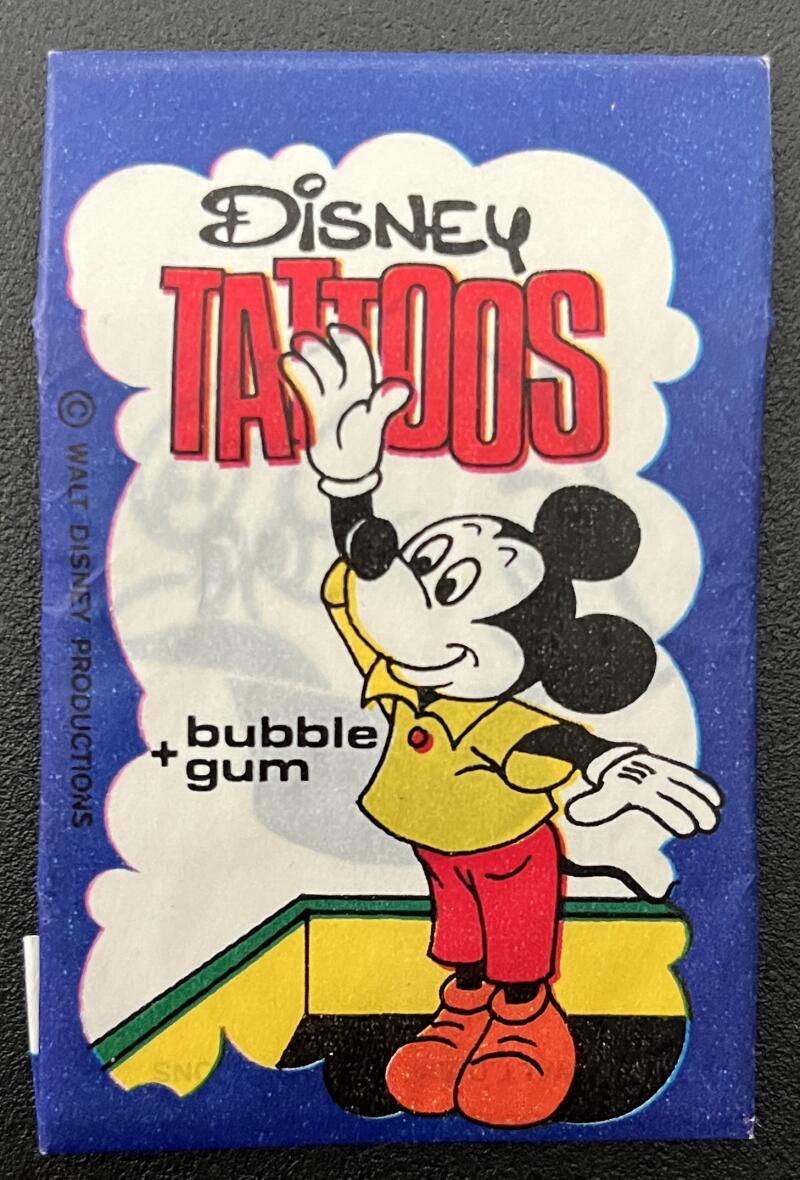 DISNEY
TATTOOS
© WALT DISNEY PRODUCTIONS
+ bubble
gum